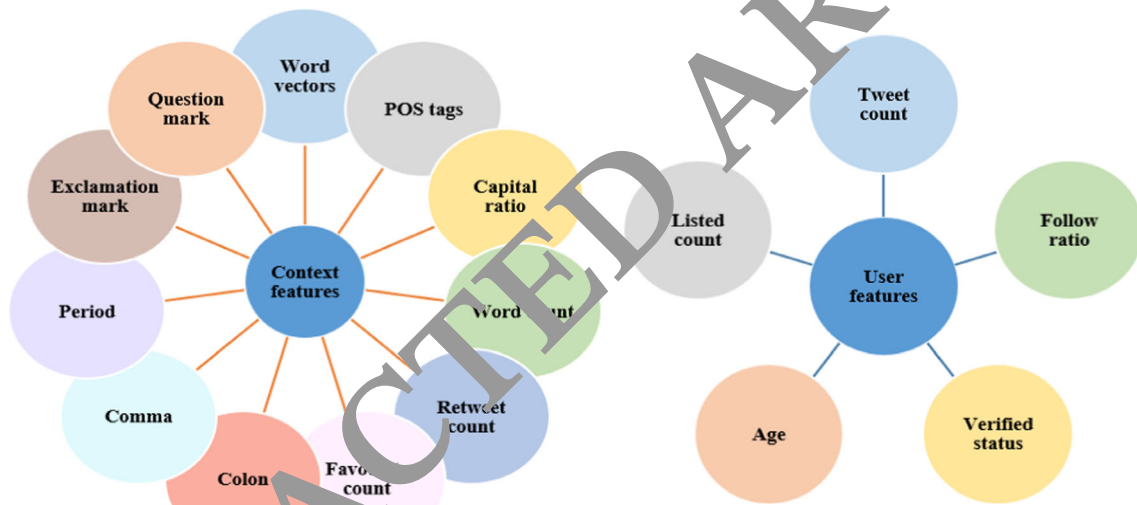 Word
vectors
POS tags
Capital
ratio
Word
Retweet
count
count
Colon
Comma
Period
Exclamation
mark
Question
mark
Context
features
Tweet
count
Follow
ratio
Verified
status
Age
Listed
count
User
features